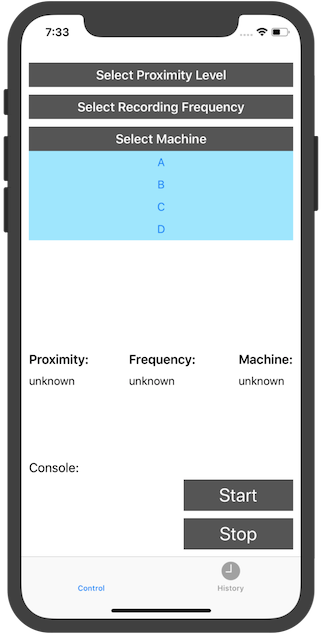 7:33
Select Proximity Level
Select Recording Frequency
Select Machine
A
B
C
D
Proximity: Frequency: Machine:
unknown unknown unknown
Console:
Start
Stop
Control History